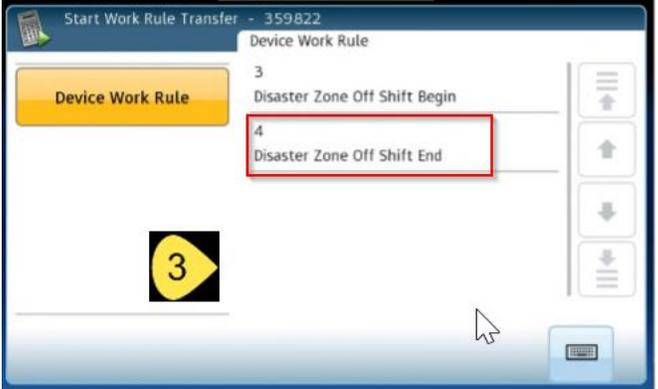 Start Work Rule Transfer - 359822
Device Work Rule
Device Work Rule
3
Disaster Zone Off Shift Begin
4
Disaster Zone Off Shift End
3